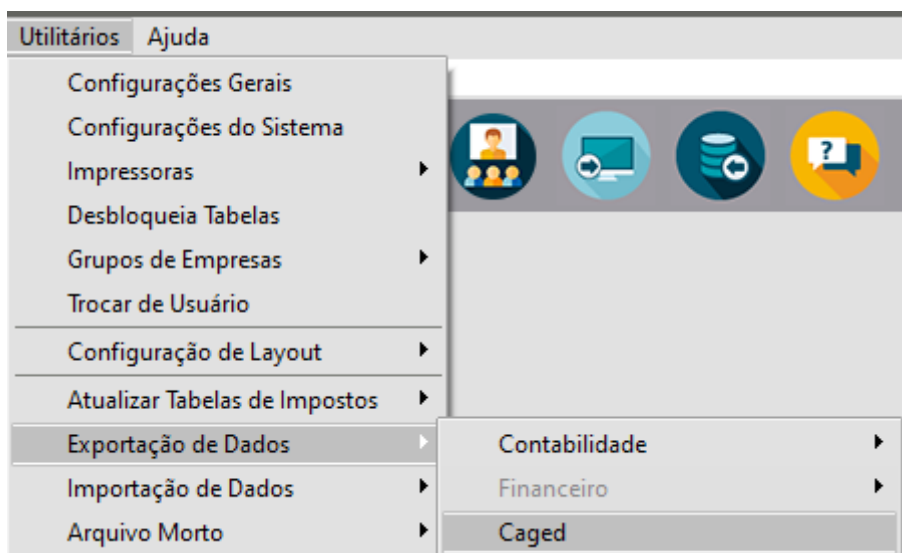 Utilitários Ajuda
Configurações Gerais
Configurações do Sistema
Impressoras
Desbloqueia Tabelas
Grupos de Empresas
Trocar de Usuário
Configuração de Layout
Atualizar Tabelas de Impostos
Exportação de Dados
Importação de Dados
Arquivo Morto
Contabilidade
Financeiro
Caged
?